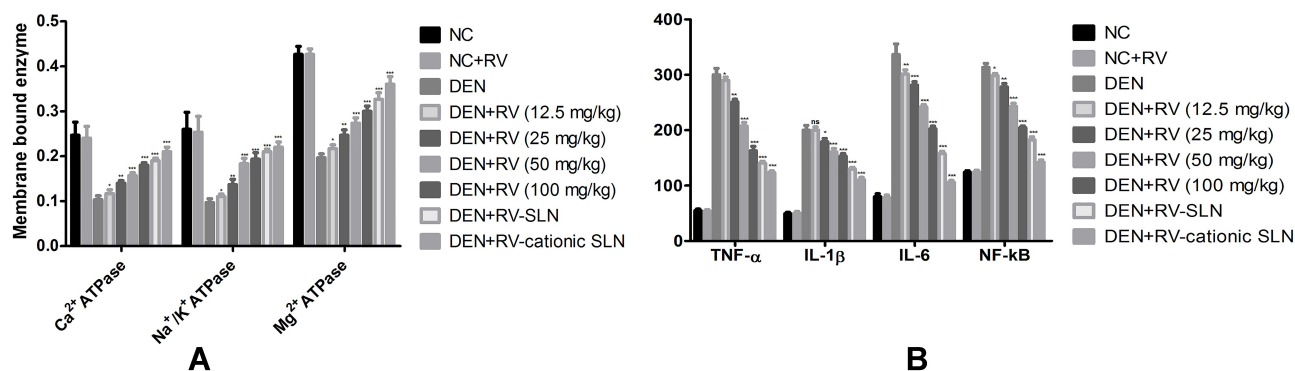 A
0.5
0.4
0.3
0.2
0.1
0.0
Membrane bound enzyme
Ca2+ ATPase
Na+/K+ ATPase
Mg2+ ATPase
* ** *** *** *** ***
* ** *** *** *** ***
* ** *** *** *** ***
NC
NC+RV
DEN
DEN+RV (12.5 mg/kg)
DEN+RV (25 mg/kg)
DEN+RV (50 mg/kg)
DEN+RV (100 mg/kg)
DEN+RV-SLN
DEN+RV-cationic SLN
A
B
400
300
200
100
0
* ** *** *** *** ***
ns * *** *** *** ***
** *** *** *** *** ***
* ** *** *** *** ***
TNF-α
IL-1β
IL-6
NF-kB
NC
NC+RV
DEN
DEN+RV (12.5 mg/kg)
DEN+RV (25 mg/kg)
DEN+RV (50 mg/kg)
DEN+RV (100 mg/kg)
DEN+RV-SLN
DEN+RV-cationic SLN
B